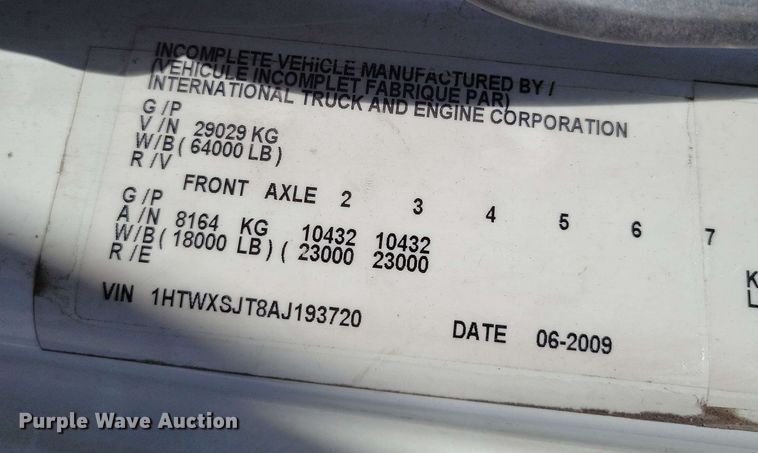 INCOMPLETE VEHICLE MANUFACTURED BY /
(VEHICULE INCOMPLET FABRIQUE PAR)
INTERNATIONAL TRUCK AND ENGINE CORPORATION
G / P
V / N 29029 KG
W/B ( 64000 LB )
R / V
FRONT AXLE 2 3 4 5 6 7
G / P
A / N 8164 KG 10432 10432
W/B ( 18000 LB ) ( 23000 23000
R / E
K
L
VIN 1HTWXSJT8AJ193720 DATE 06-2009
Purple Wave Auction